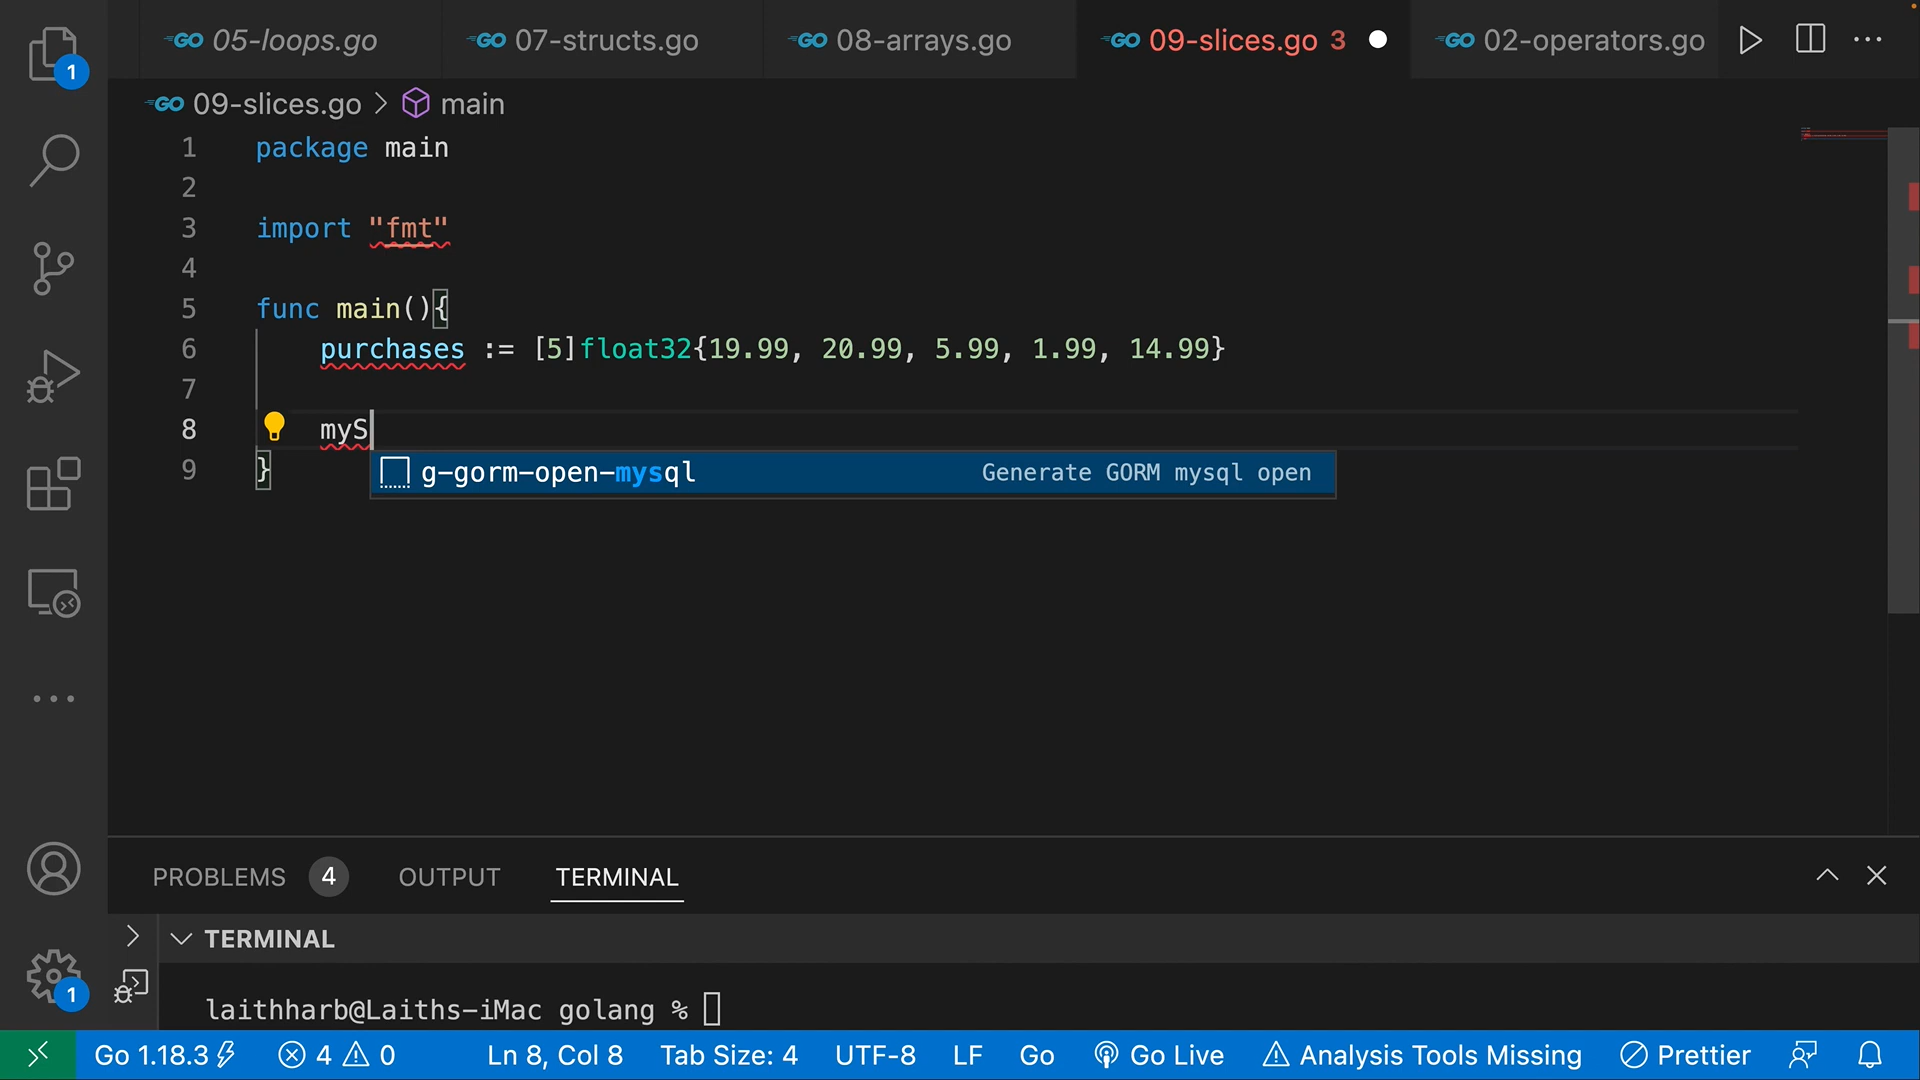 05-loops.go 07-structs.go 08-arrays.go 09-slices.go 3 02-operators.go
1
09-slices.go main
1 package main
2
3 import "fmt"
4
5 func main(){
6 purchases := [5]float32{19.99, 20.99, 5.99, 1.99, 14.99}
7
8 myS
g-gorm-open-mysql Generate GORM mysql open
9 }
PROBLEMS 4 OUTPUT TERMINAL
TERMINAL
1
laithharb@Laiths-iMac golang %
Go 1.18.3 4 0 Ln 8, Col 8 Tab Size: 4 UTF-8 LF Go Go Live Analysis Tools Missing Prettier